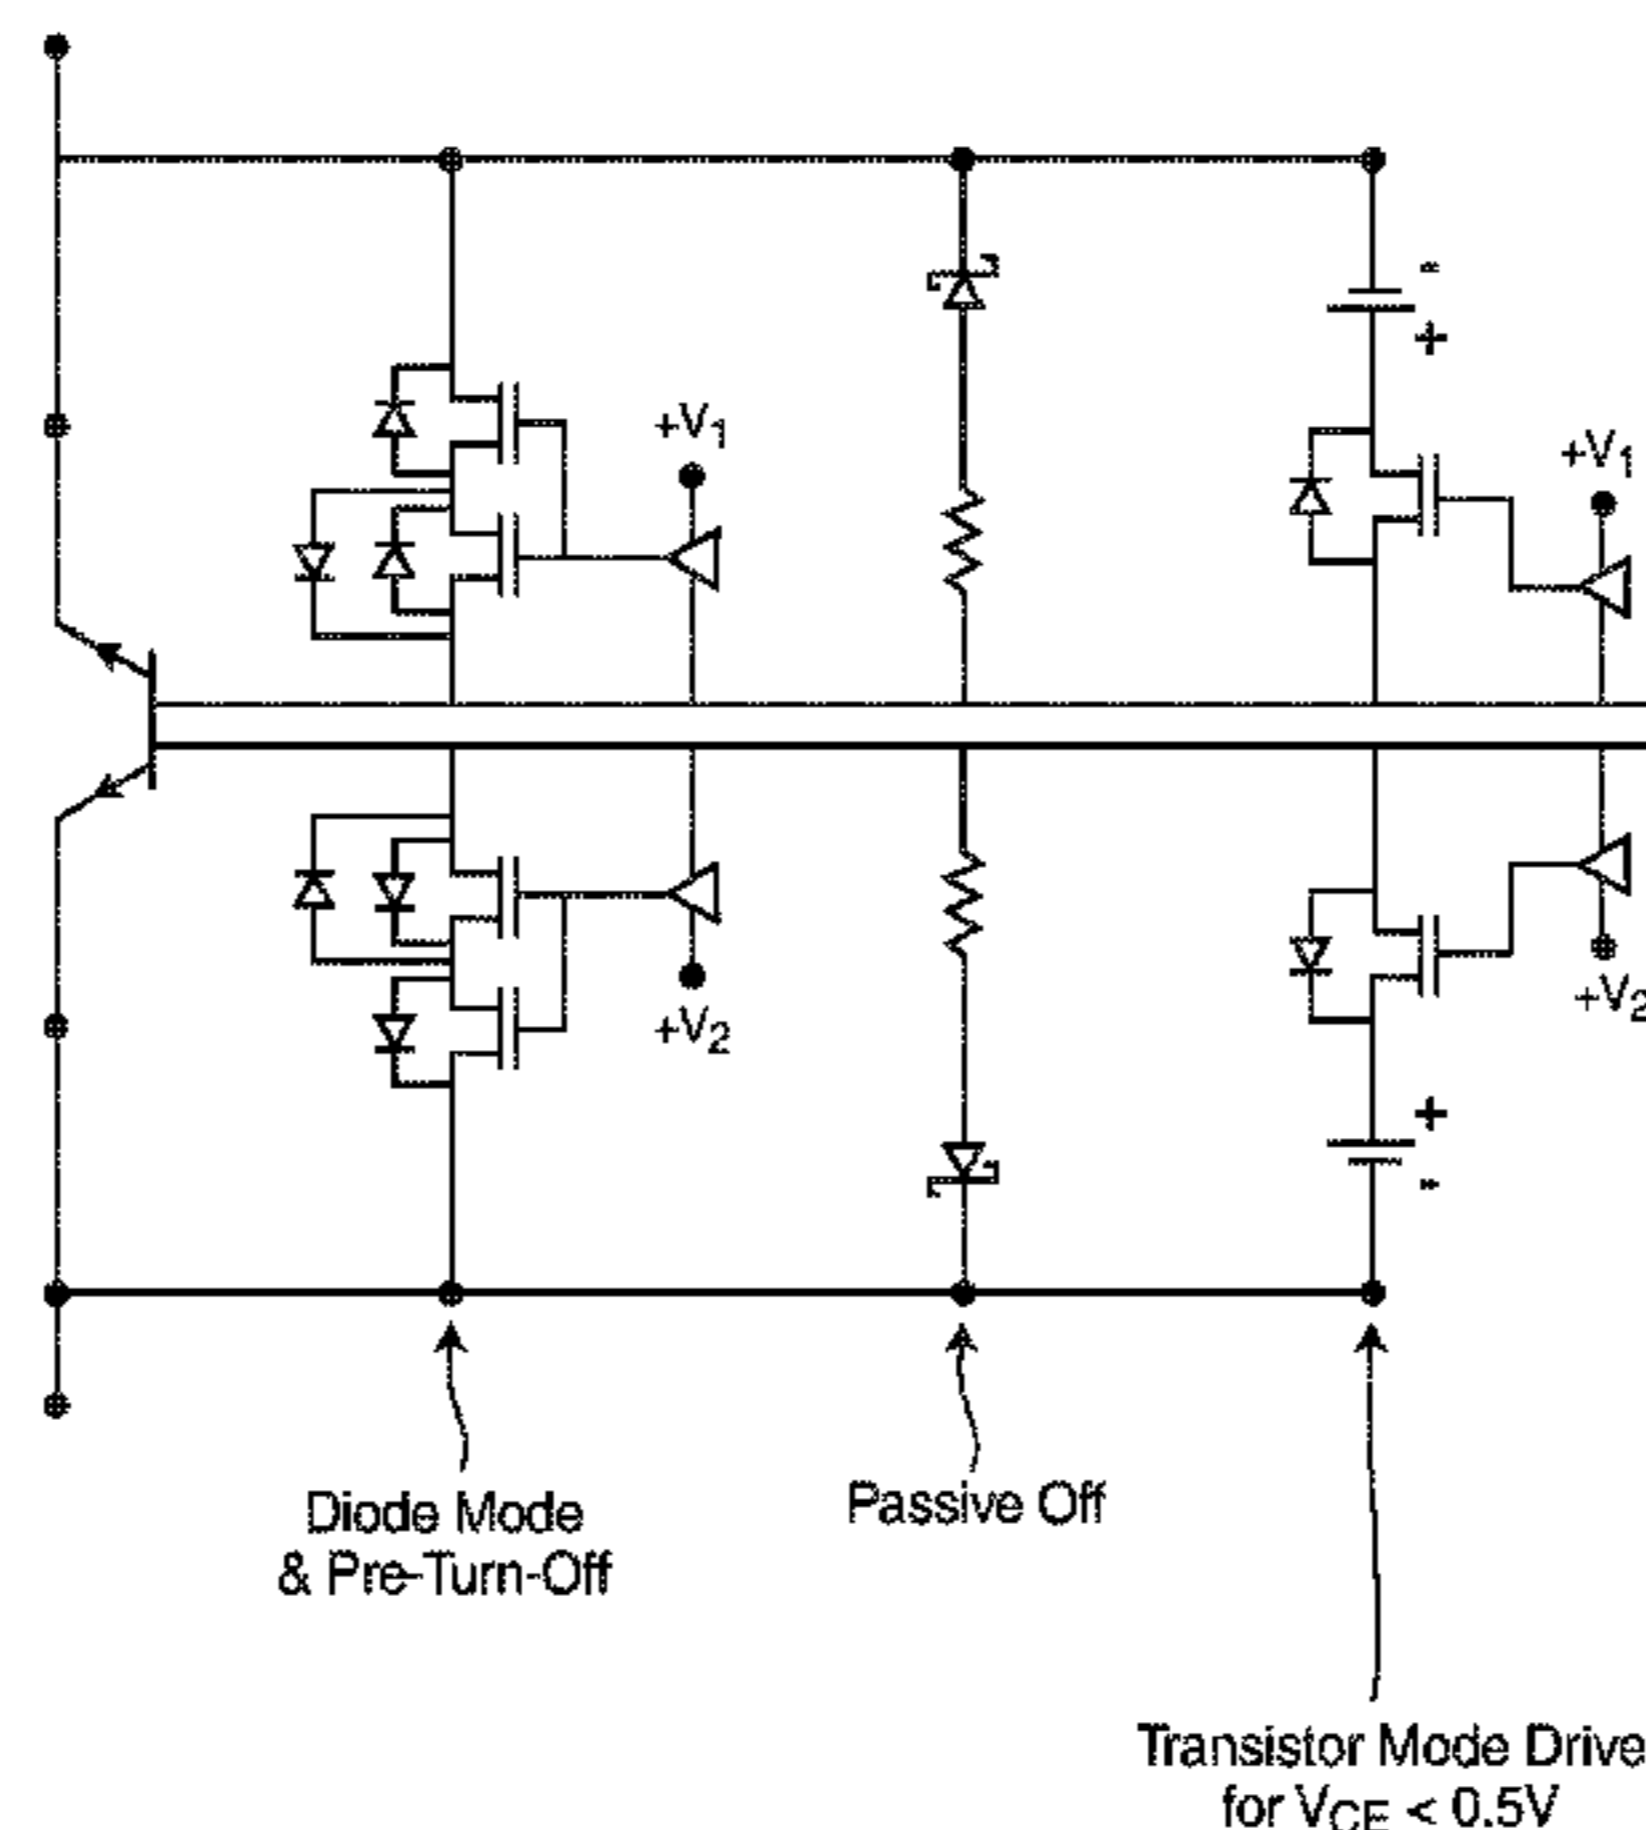 -
+
+V1
+V1
+V2
+V2
+
-
Diode Mode
& Pre-Turn-Off
Passive Off
Transistor Mode Drive
for VCE < 0.5V